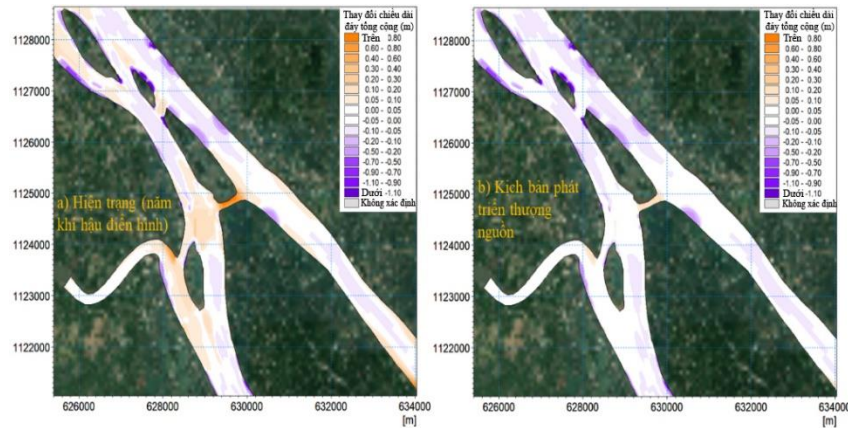 Thay đổi chiều dài
đáy tổng cộng (m)
Trên 0.80
0.60 - 0.80
0.40 - 0.60
0.30 - 0.40
0.20 - 0.30
0.10 - 0.20
0.05 - 0.10
0.00 - 0.05
-0.05 - 0.00
-0.10 - -0.05
-0.20 - -0.10
-0.50 - -0.20
-0.70 - -0.50
-0.90 - -0.70
-1.10 - -0.90
Dưới -1.10
Không xác định
a) Hiện trạng (năm
khí hậu điển hình)
1128000
1127000
1126000
1125000
1124000
1123000
1122000
626000 628000 630000 632000 634000
[m]
Thay đổi chiều dài
đáy tổng cộng (m)
Trên 0.80
0.60 - 0.80
0.40 - 0.60
0.30 - 0.40
0.20 - 0.30
0.10 - 0.20
0.05 - 0.10
0.00 - 0.05
-0.05 - 0.00
-0.10 - -0.05
-0.20 - -0.10
-0.50 - -0.20
-0.70 - -0.50
-0.90 - -0.70
-1.10 - -0.90
Dưới -1.10
Không xác định
b) Kịch bản phát
triển thượng
nguồn
1128000
1127000
1126000
1125000
1124000
1123000
1122000
626000 628000 630000 632000 634000
[m]